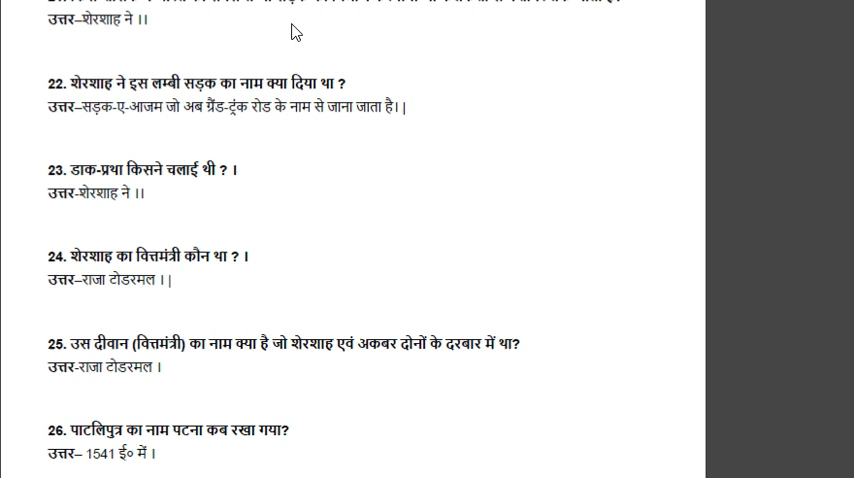 उत्तर–शेरशाह ने ।।
22. शेरशाह ने इस लम्बी सड़क का नाम क्या दिया था ?
उत्तर–सड़क-ए-आजम जो अब ग्रैंड-ट्रंक रोड के नाम से जाना जाता है। |
23. डाक-प्रथा किसने चलाई थी ? ।
उत्तर-शेरशाह ने ।।
24. शेरशाह का वित्तमंत्री कौन था ? ।
उत्तर–राजा टोडरमल । |
25. उस दीवान (वित्तमंत्री) का नाम क्या है जो शेरशाह एवं अकबर दोनों के दरबार में था?
उत्तर-राजा टोडरमल ।
26. पाटलिपुत्र का नाम पटना कब रखा गया?
उत्तर– 1541 ई० में ।